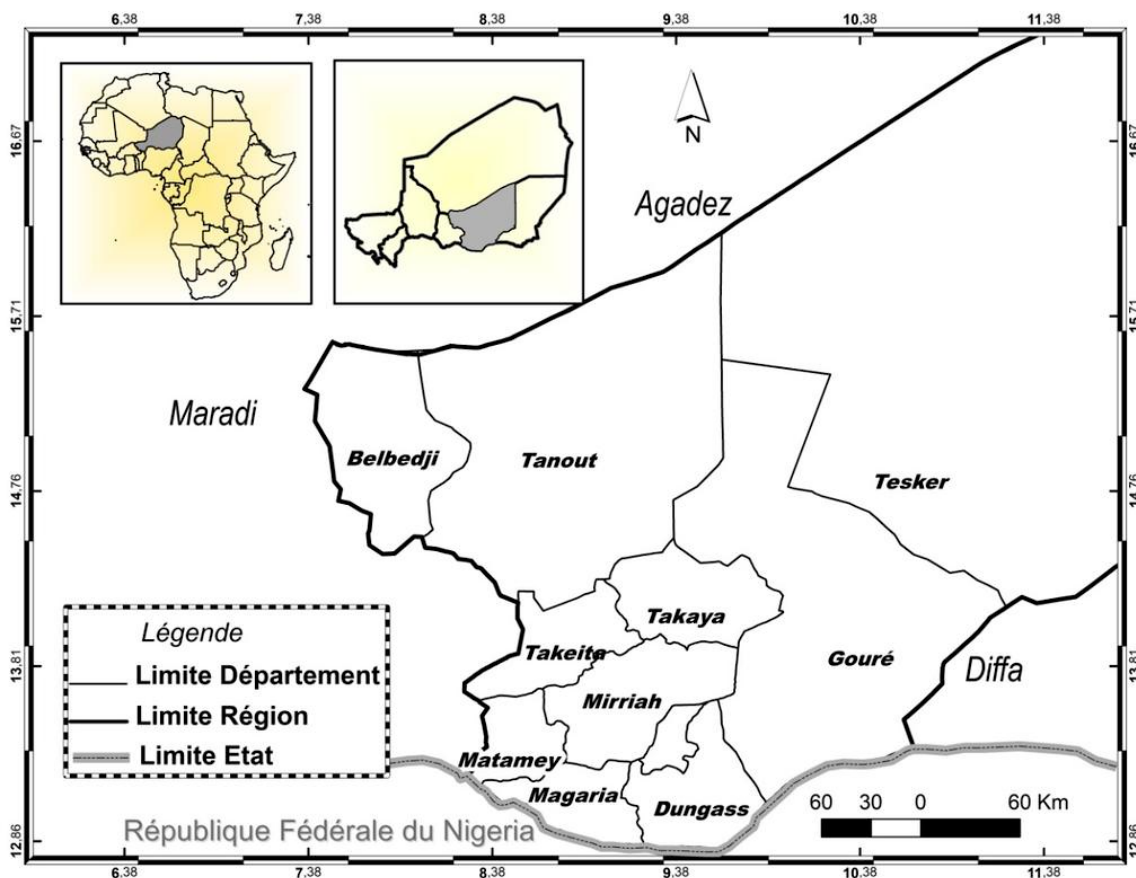 6,38 7,38 8,38 9,38 10,38 11,38
16,67 16,67
N
Agadez
15,71 15,71
Maradi
Belbedji Tanout
Tesker
14,76 14,76
Légende
Takaya
Takeita Gouré
Limite Département
13,81 Diffa 13,81
Mirriah
Limite Région
Limite Etat
Matamey
Magaria Dungass
60 30 0 60 Km
République Fédérale du Nigeria
12,86 12,86
6,38 7,38 8,38 9,38 10,38 11,38